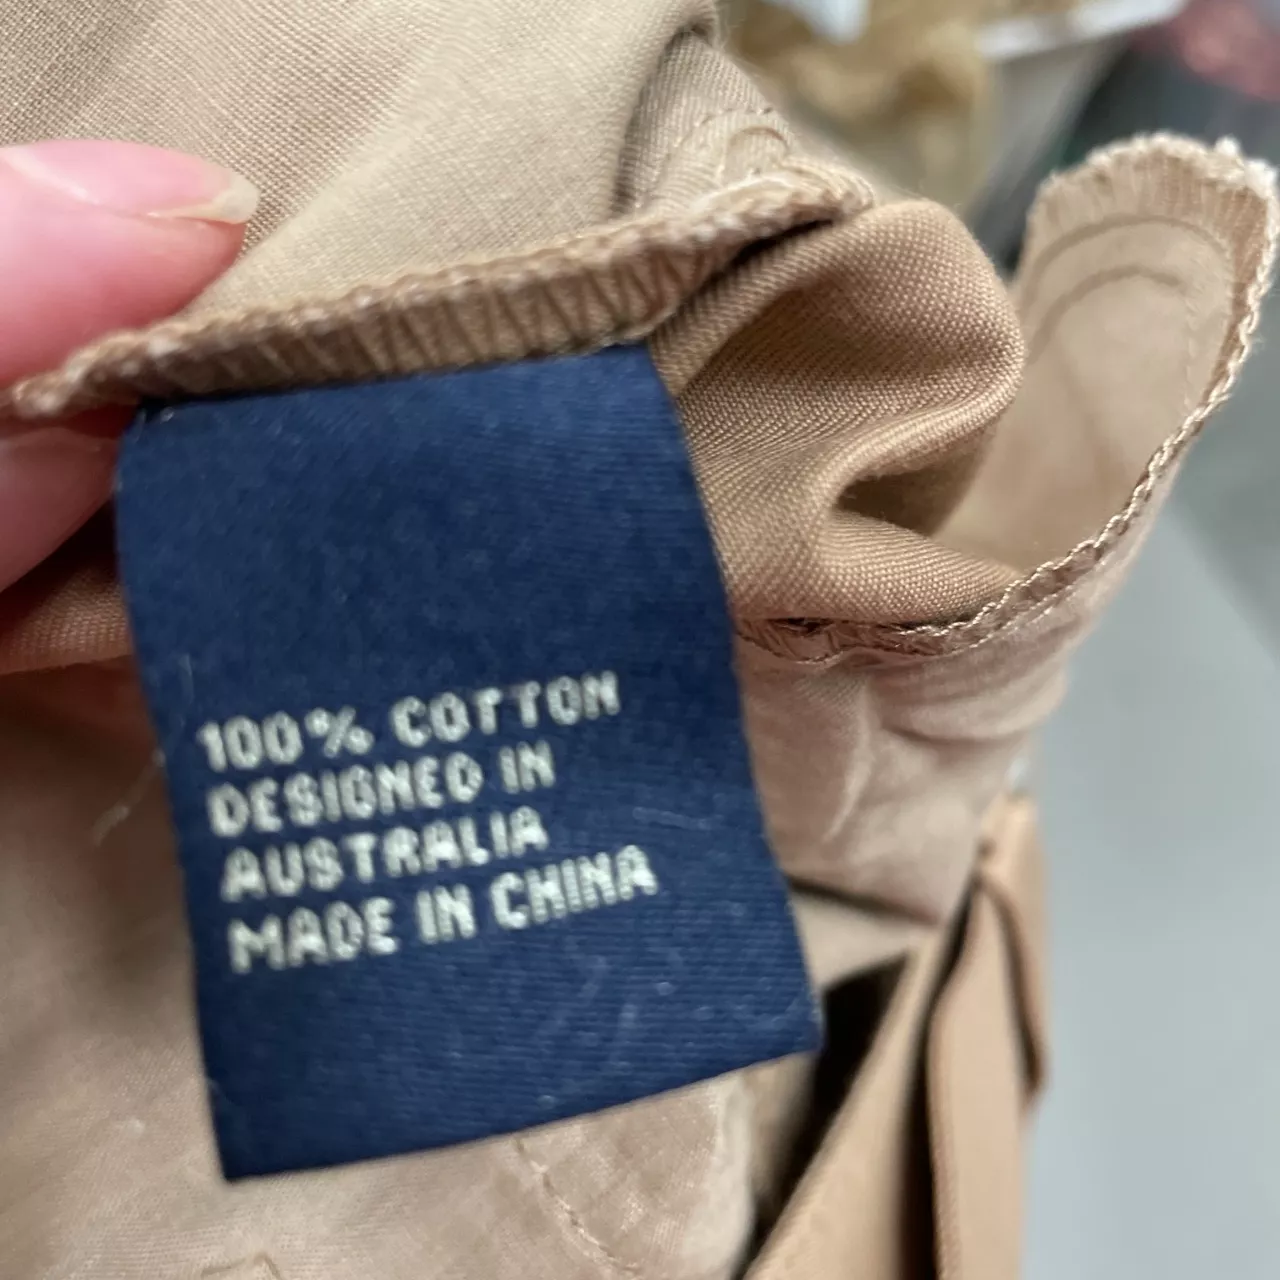 100% COTTON
DESIGNED IN
AUSTRALIA
MADE IN CHINA